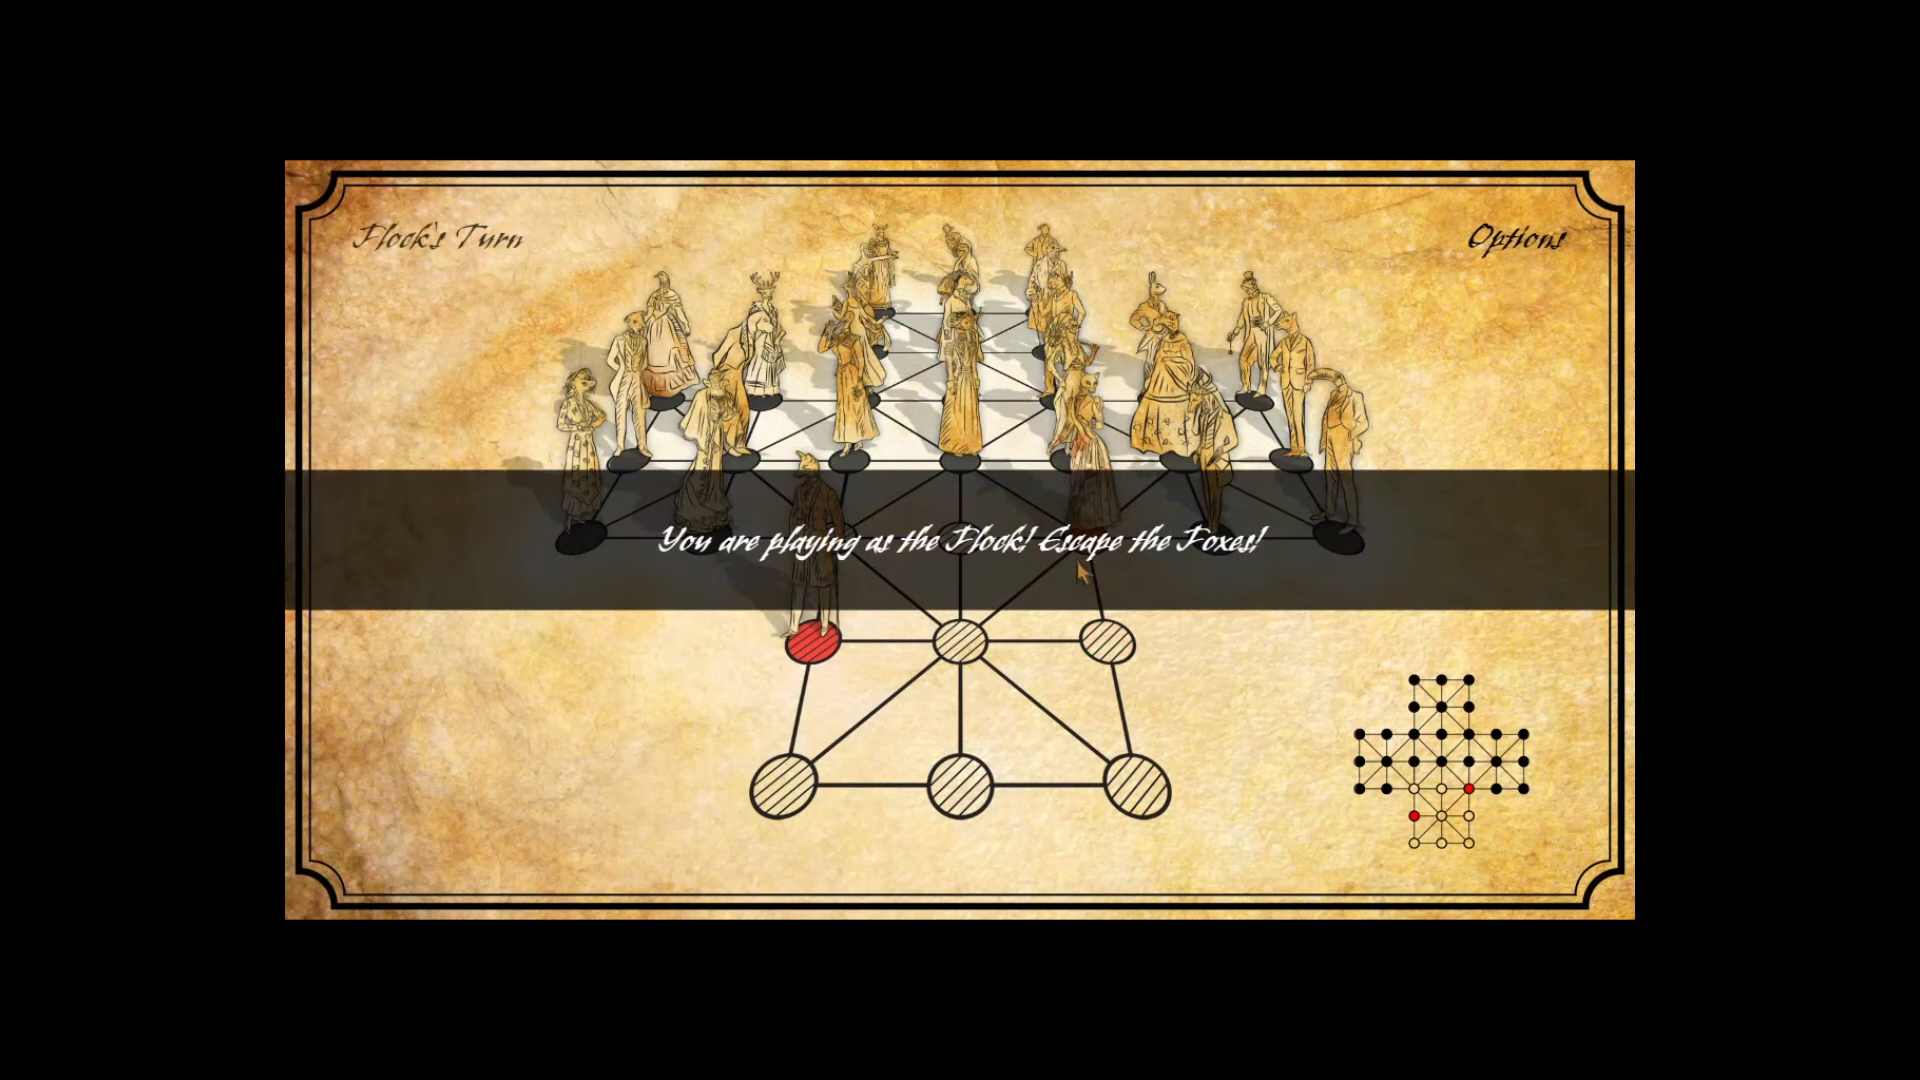 Flock's Turn
Options
You are playing as the Flock! Escape the Foxes!